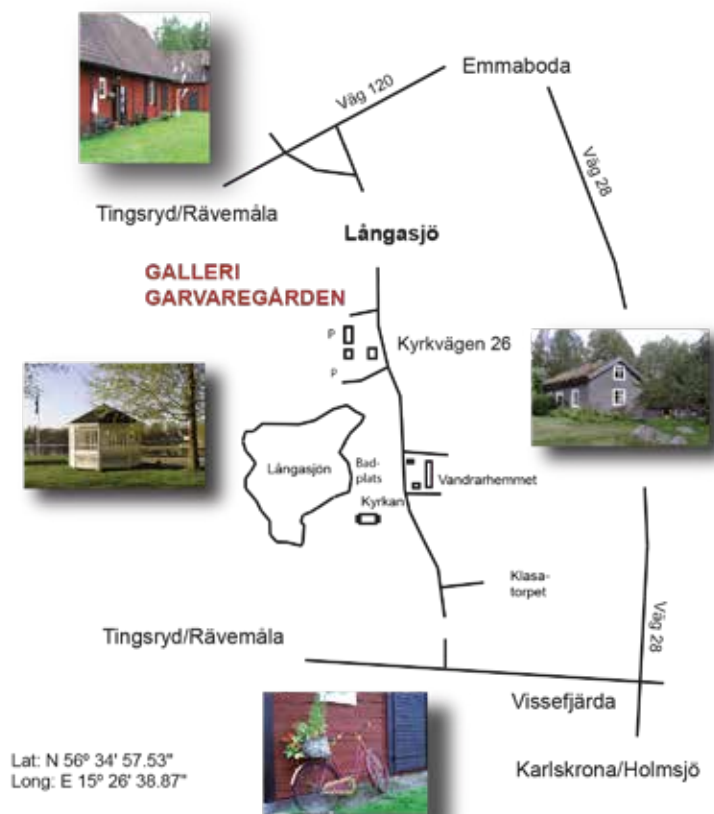 Emmaboda
Väg 120
Väg 28
Tingsryd/Rävemåla
Långasjö
GALLERI
GARVAREGÅRDEN
P
Kyrkvägen 26
P
Långasjön
Bad-
plats
Vandrarhemmet
Kyrkan
Klasa-
torpet
Väg 28
Tingsryd/Rävemåla
Vissefjärda
Lat: N 56º 34' 57.53"
Long: E 15º 26' 38.87"
Karlskrona/Holmsjö